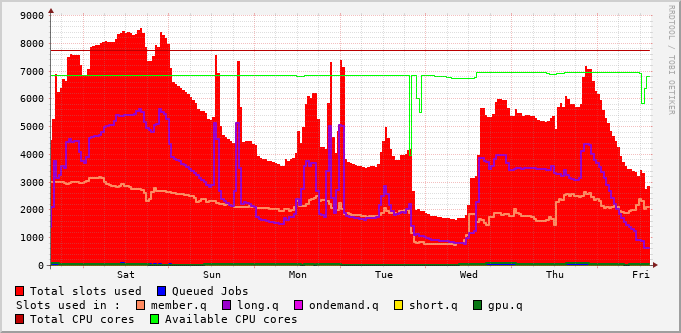 9000
8000
7000
6000
5000
4000
3000
2000
1000
0
Sat Sun Mon Tue Wed Thu Fri
RRDTOOL / TOBI OETIKER
Total slots used Queued Jobs
Slots used in : member.q long.q ondemand.q short.q gpu.q
Total CPU cores Available CPU cores